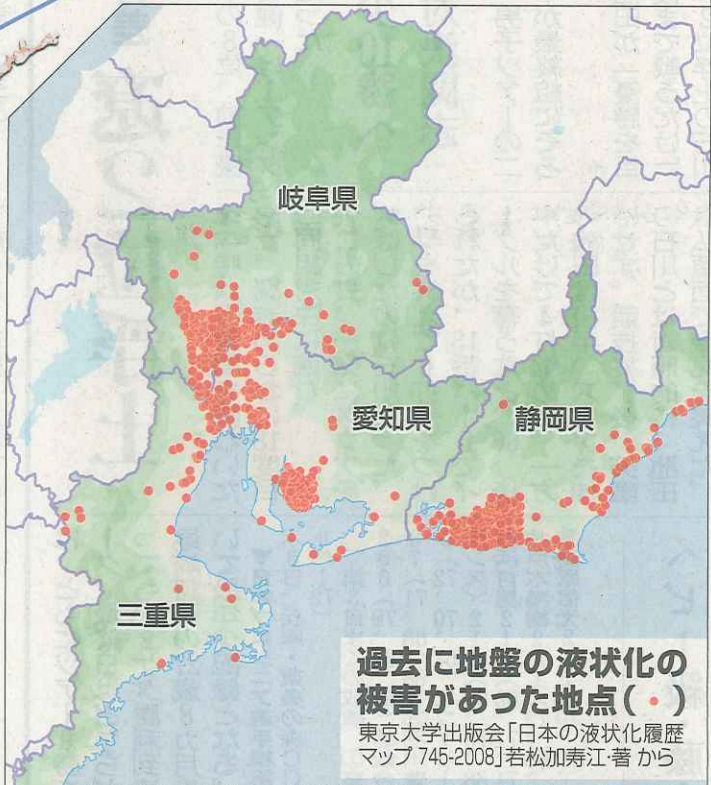 岐阜県
愛知県
静岡県
三重県
過去に地盤の液状化の
被害があった地点(・)
東京大学出版会「日本の液状化履歴
マップ 745-2008」若松加寿江・著 から